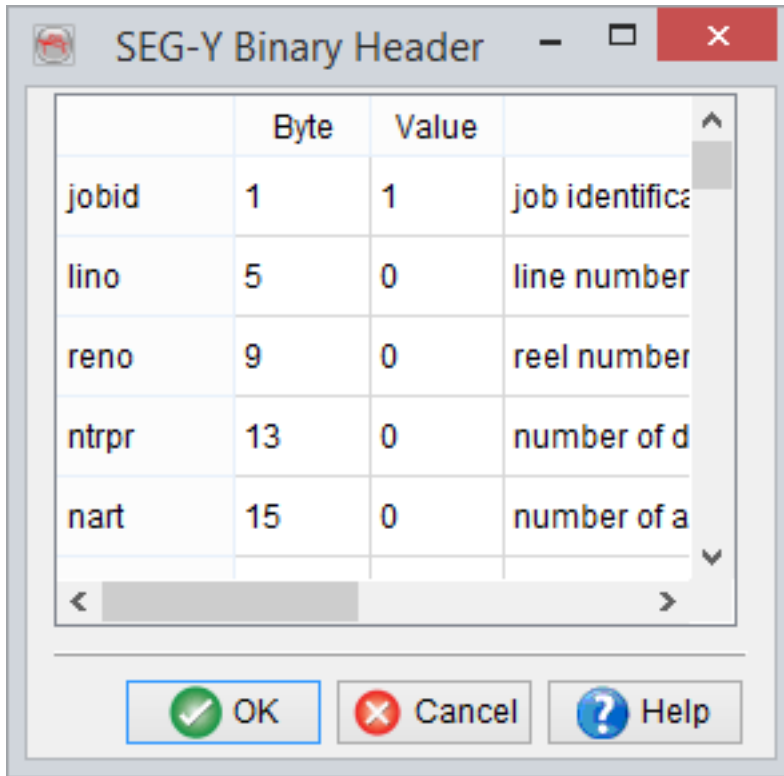 SEG-Y Binary Header
Byte Value
jobid 1 1 job identifica
lino 5 0 line number
reno 9 0 reel number
ntrpr 13 0 number of d
nart 15 0 number of a
OK Cancel Help